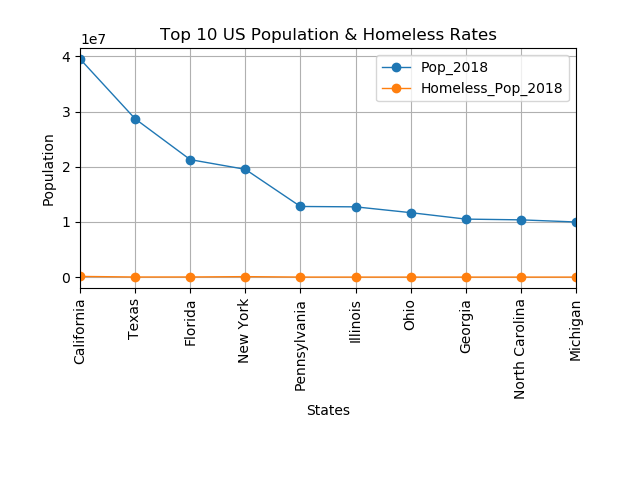 Top 10 US Population & Homeless Rates
1e7
Pop_2018
Homeless_Pop_2018
4
3
2
1
0
Population
California
Texas
Florida
New York
Pennsylvania
Illinois
Ohio
Georgia
North Carolina
Michigan
States